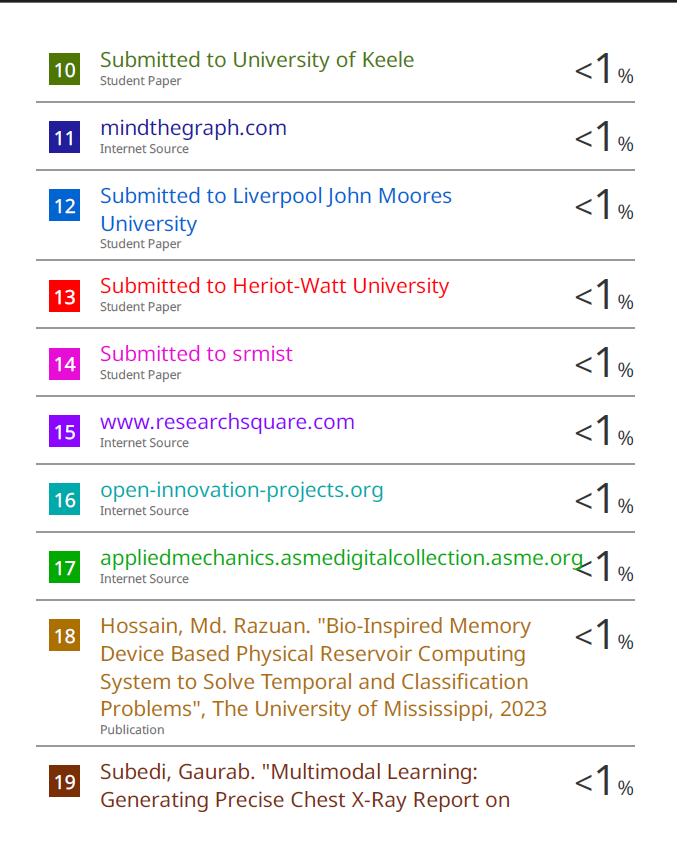 10
Submitted to University of Keele
Student Paper
<1%
11
mindthegraph.com
Internet Source
<1%
12
Submitted to Liverpool John Moores
University
Student Paper
<1%
13
Submitted to Heriot-Watt University
Student Paper
<1%
14
Submitted to srmist
Student Paper
<1%
15
www.researchsquare.com
Internet Source
<1%
16
open-innovation-projects.org
Internet Source
<1%
17
appliedmechanics.asmedigitalcollection.asme.org
Internet Source
<1%
18
Hossain, Md. Razuan. "Bio-Inspired Memory
Device Based Physical Reservoir Computing
System to Solve Temporal and Classification
Problems", The University of Mississippi, 2023
Publication
<1%
19
Subedi, Gaurab. "Multimodal Learning:
Generating Precise Chest X-Ray Report on
<1%